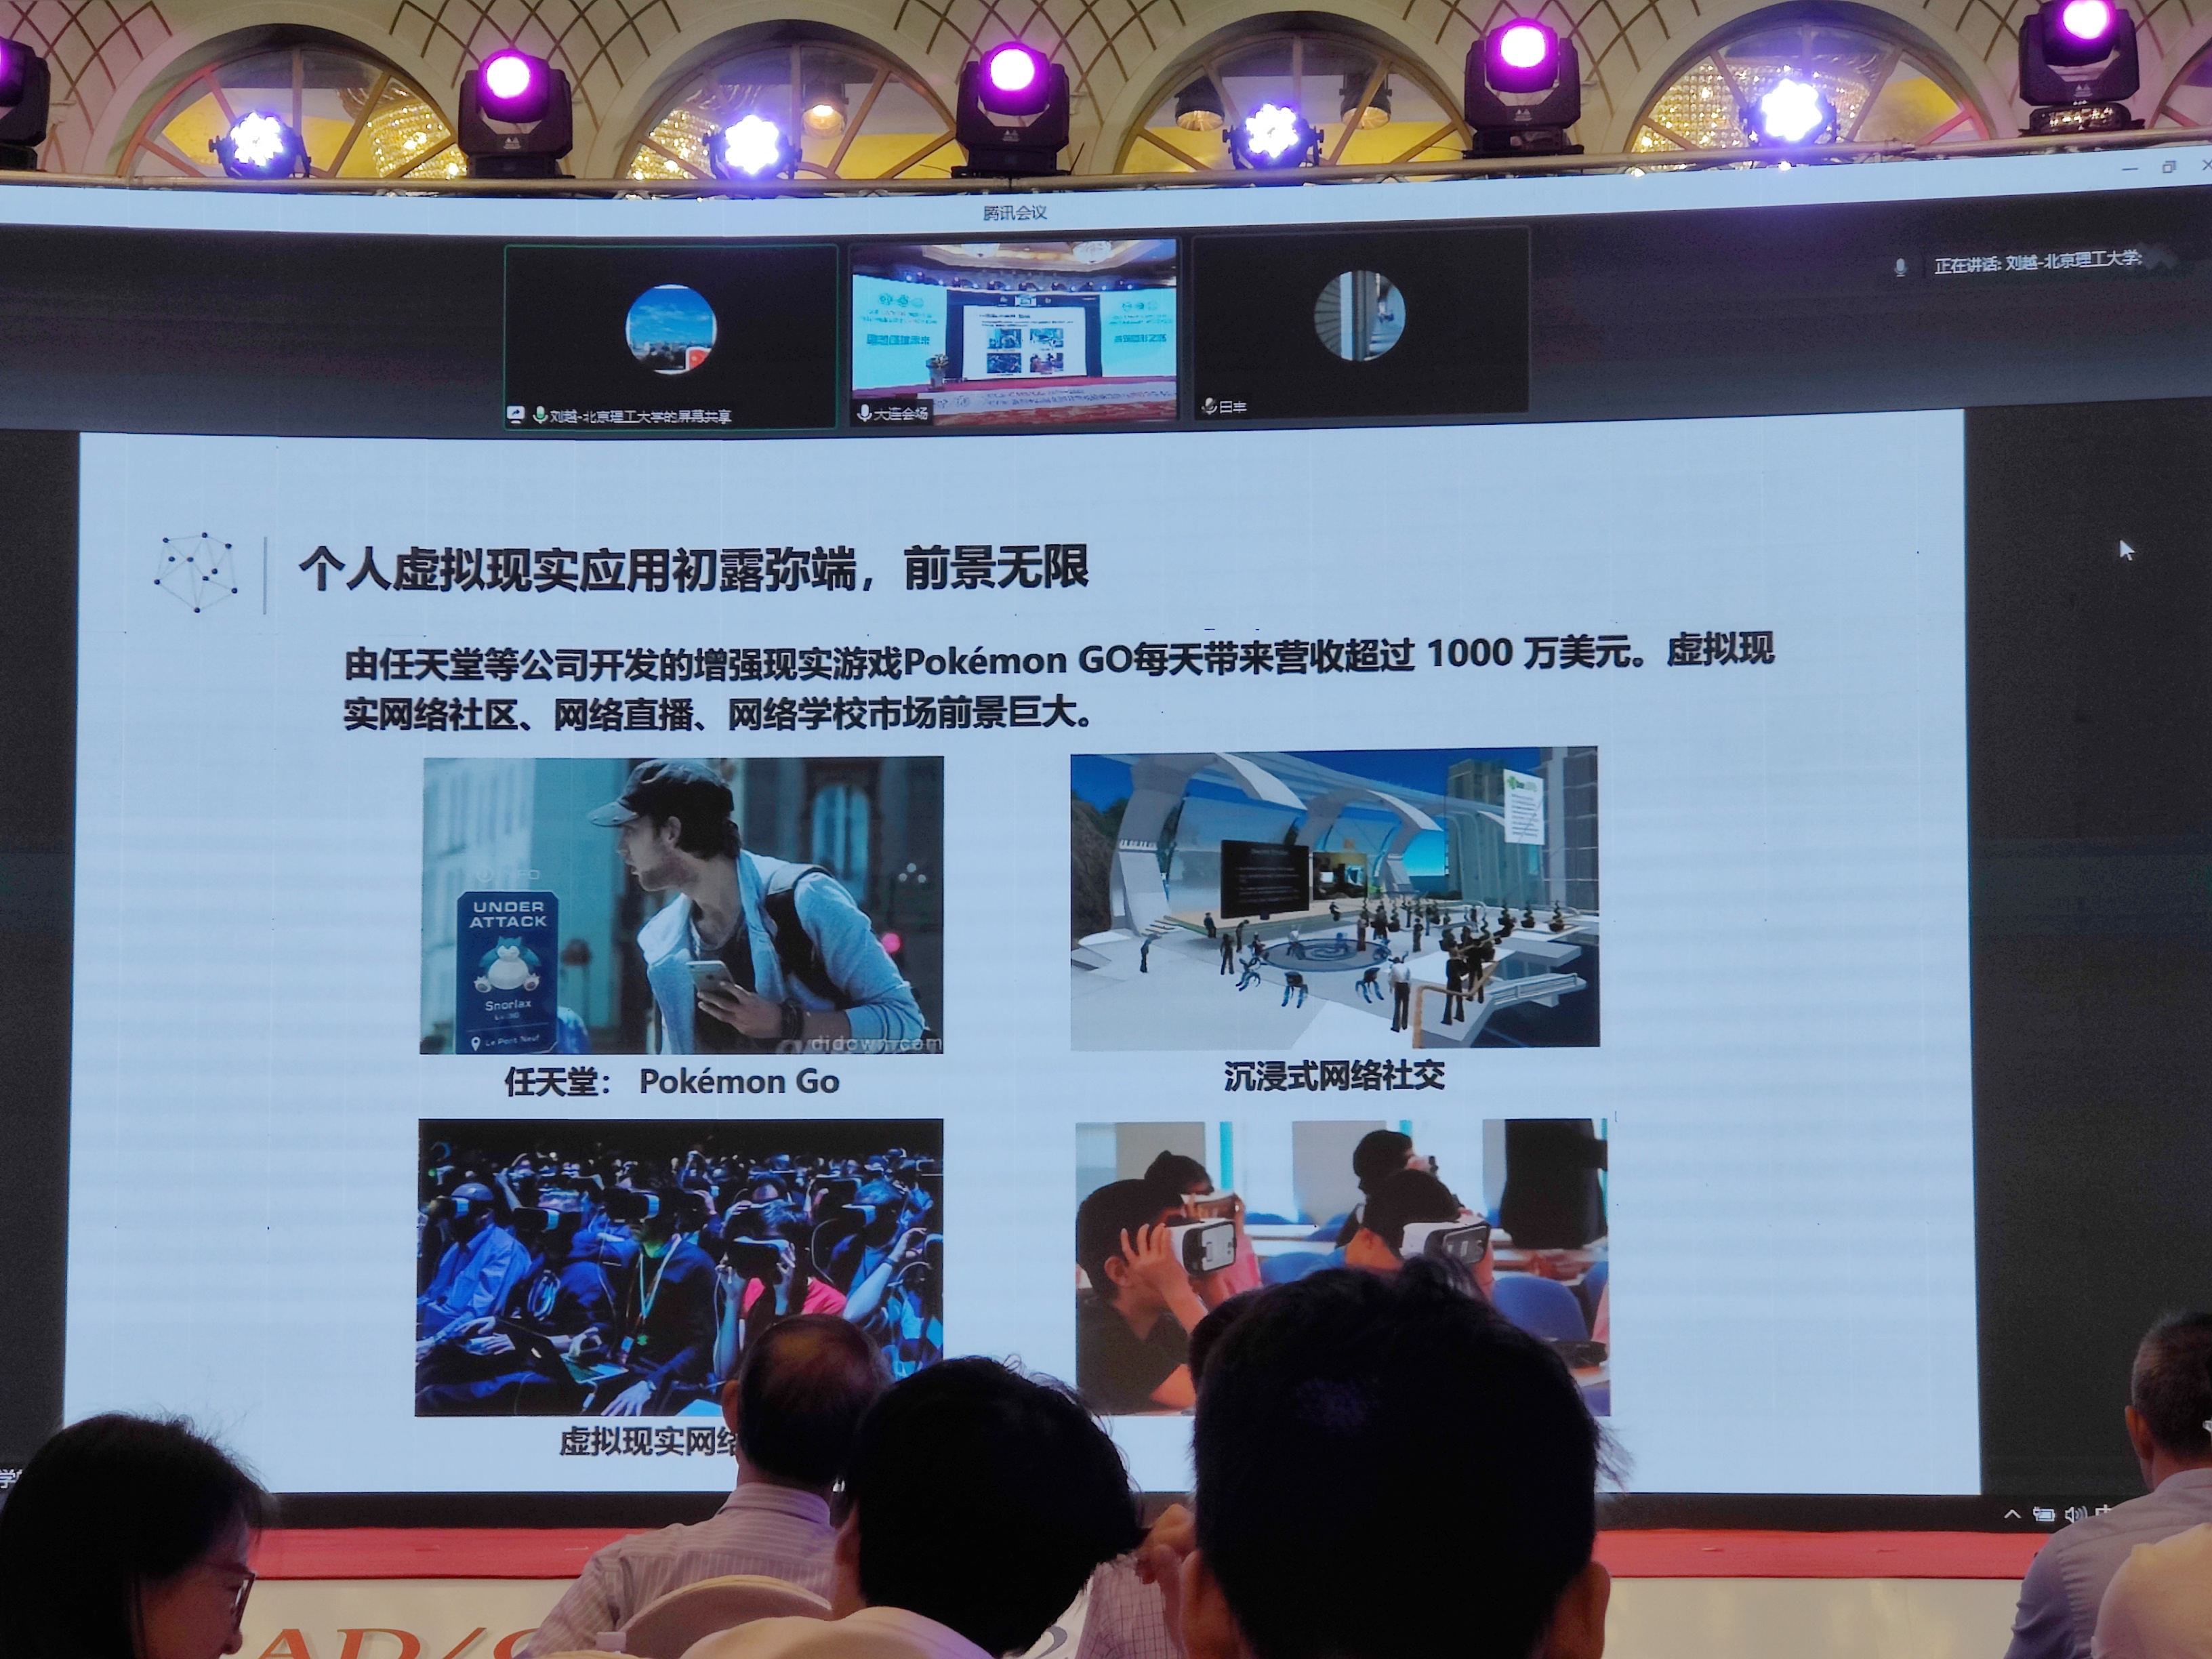 腾讯会议
正在讲话: 刘越-北京理工大学;
刘越-北京理工大学的屏幕共享
大连会场
田丰
个人虚拟现实应用初露弥端，前景无限
由任天堂等公司开发的增强现实游戏Pokémon GO每天带来营收超过 1000 万美元。虚拟现
实网络社区、网络直播、网络学校市场前景巨大。
UNDER
ATTACK
Snorlax
Le Pont Neuf
didown.com
任天堂： Pokémon Go
沉浸式网络社交
虚拟现实网络
AD/C